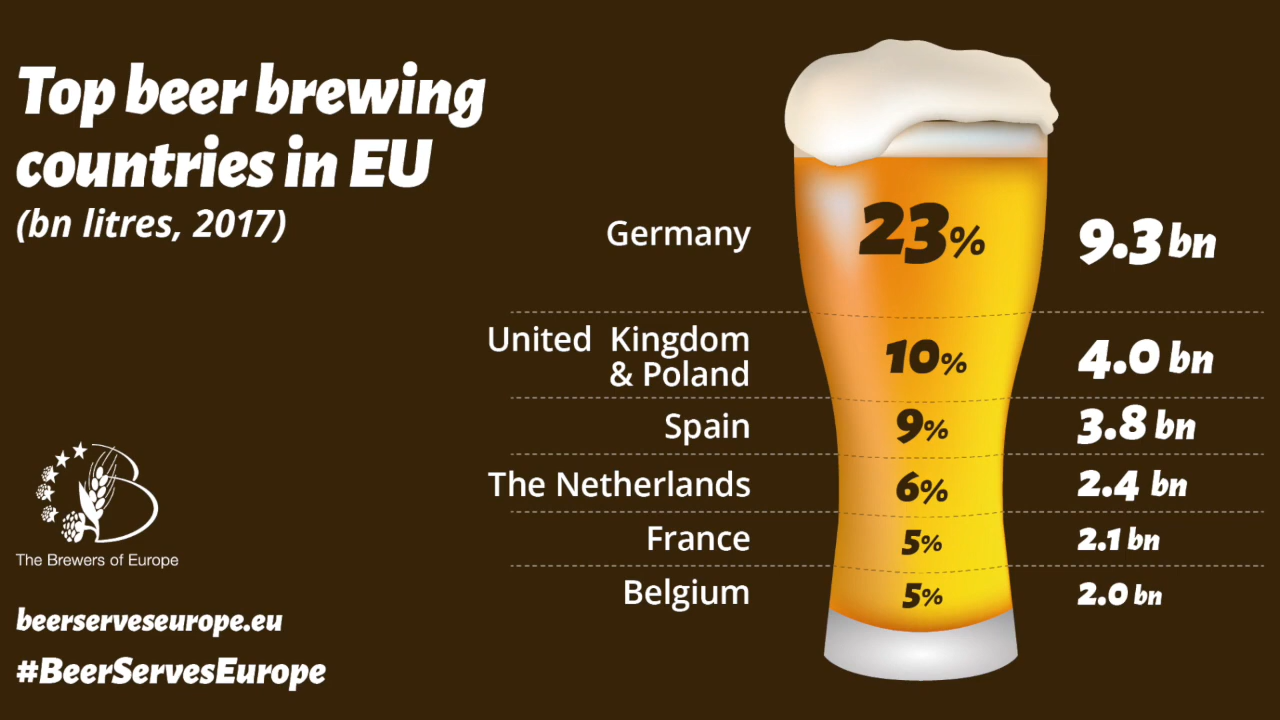 Top beer brewing
countries in EU
(bn litres, 2017)
Germany 23% 9.3 bn
United Kingdom
& Poland 10% 4.0 bn
Spain 9% 3.8 bn
The Netherlands 6% 2.4 bn
France 5% 2.1 bn
Belgium 5% 2.0 bn
The Brewers of Europe
beerserveseurope.eu
#BeerServesEurope